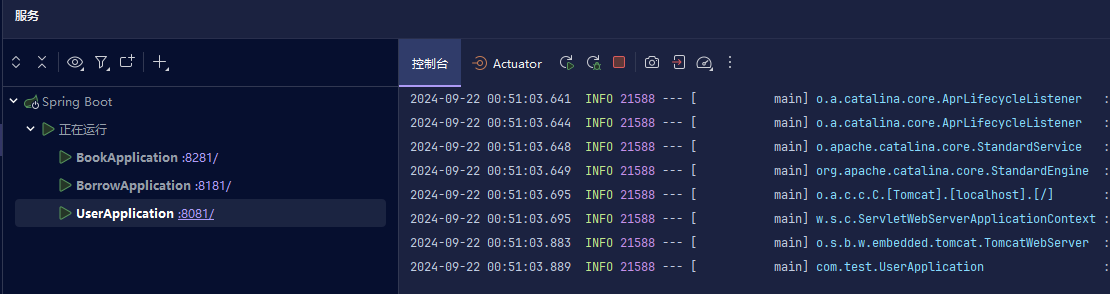 服务
控制台 Actuator
Spring Boot
正在运行
BookApplication :8281/
BorrowApplication :8181/
UserApplication :8081/
2024-09-22 00:51:03.641 INFO 21588 --- [ main] o.a.catalina.core.AprLifecycleListener :
2024-09-22 00:51:03.644 INFO 21588 --- [ main] o.a.catalina.core.AprLifecycleListener :
2024-09-22 00:51:03.648 INFO 21588 --- [ main] o.apache.catalina.core.StandardService :
2024-09-22 00:51:03.649 INFO 21588 --- [ main] org.apache.catalina.core.StandardEngine :
2024-09-22 00:51:03.695 INFO 21588 --- [ main] o.a.c.c.C.[Tomcat].[localhost].[/] :
2024-09-22 00:51:03.695 INFO 21588 --- [ main] w.s.c.ServletWebServerApplicationContext :
2024-09-22 00:51:03.883 INFO 21588 --- [ main] o.s.b.w.embedded.tomcat.TomcatWebServer :
2024-09-22 00:51:03.889 INFO 21588 --- [ main] com.test.UserApplication :